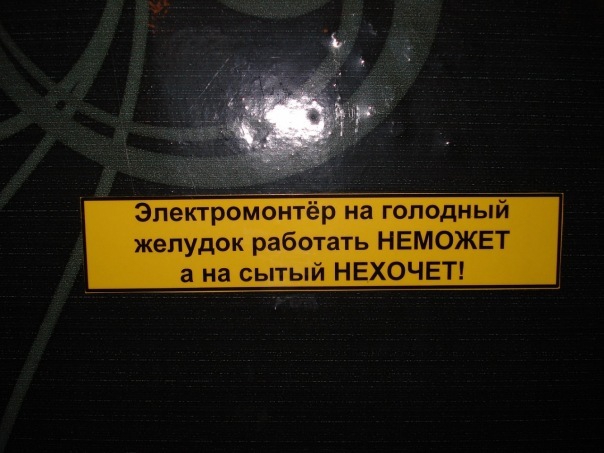 Электромонтёр на голодный
желудок работать НЕМОЖЕТ
а на сытый НЕХОЧЕТ!